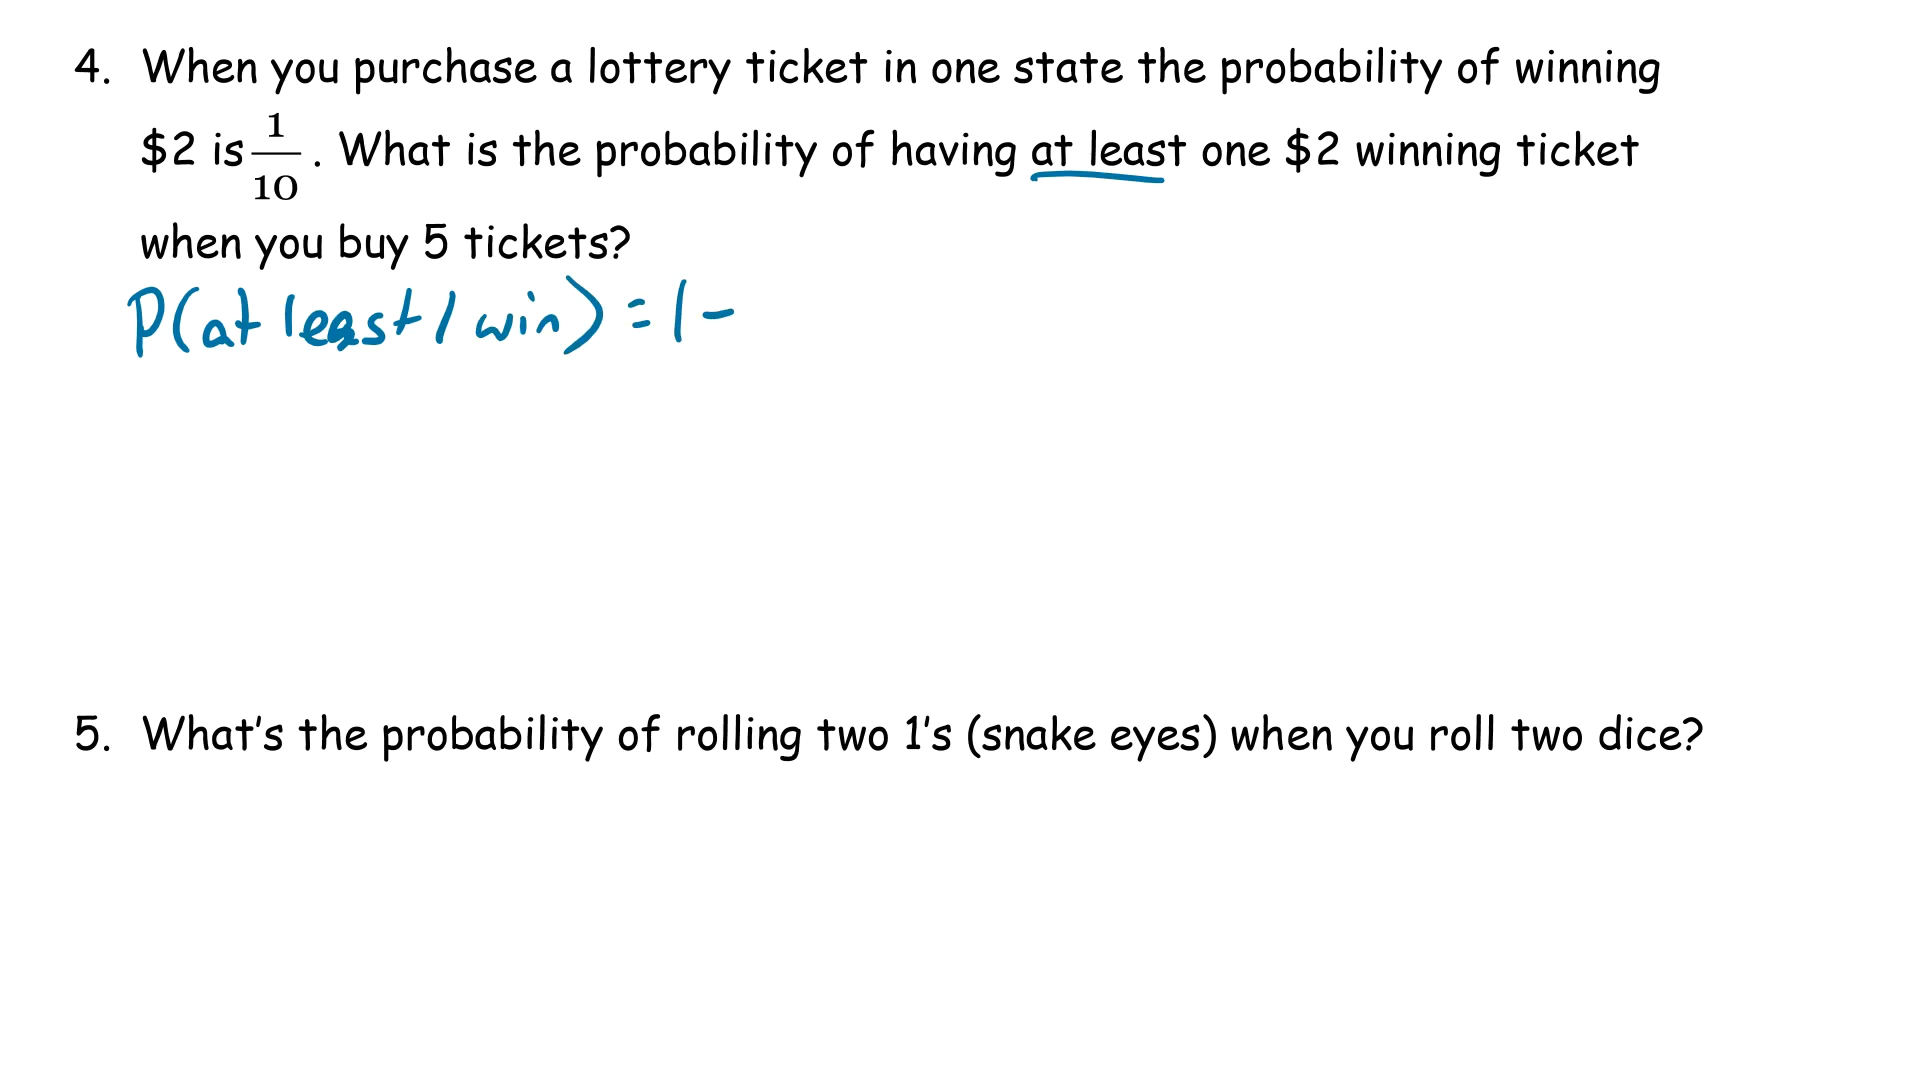 4. When you purchase a lottery ticket in one state the probability of winning
$2 is 1/10. What is the probability of having at least one $2 winning ticket
when you buy 5 tickets?
P(at least 1 win) = 1 -
5. What's the probability of rolling two 1's (snake eyes) when you roll two dice?